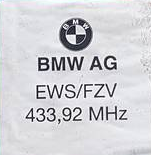 BMW
BMW AG
EWS/FZV
433,92 MHz